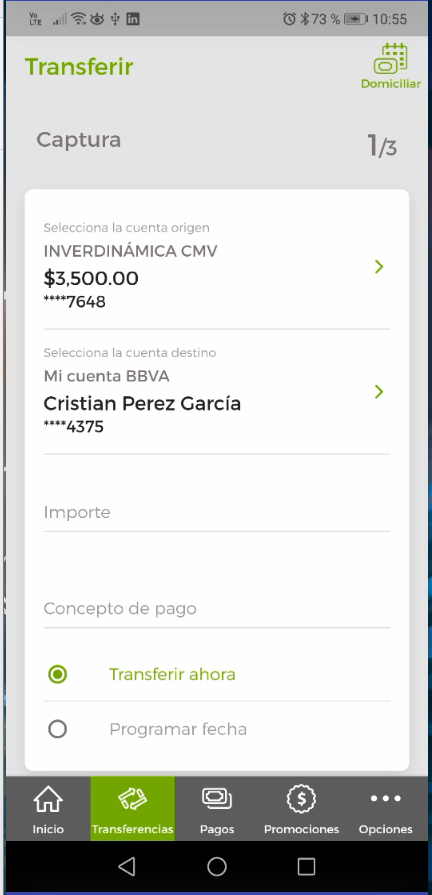 Vo
LTE
73 %
10:55
Transferir
Domiciliar
Captura
1/3
Selecciona la cuenta origen
INVERDINÁMICA CMV
$3,500.00
****7648
Selecciona la cuenta destino
Mi cuenta BBVA
Cristian Perez García
****4375
Importe
Concepto de pago
Transferir ahora
Programar fecha
Inicio
Transferencias
Pagos
Promociones
Opciones